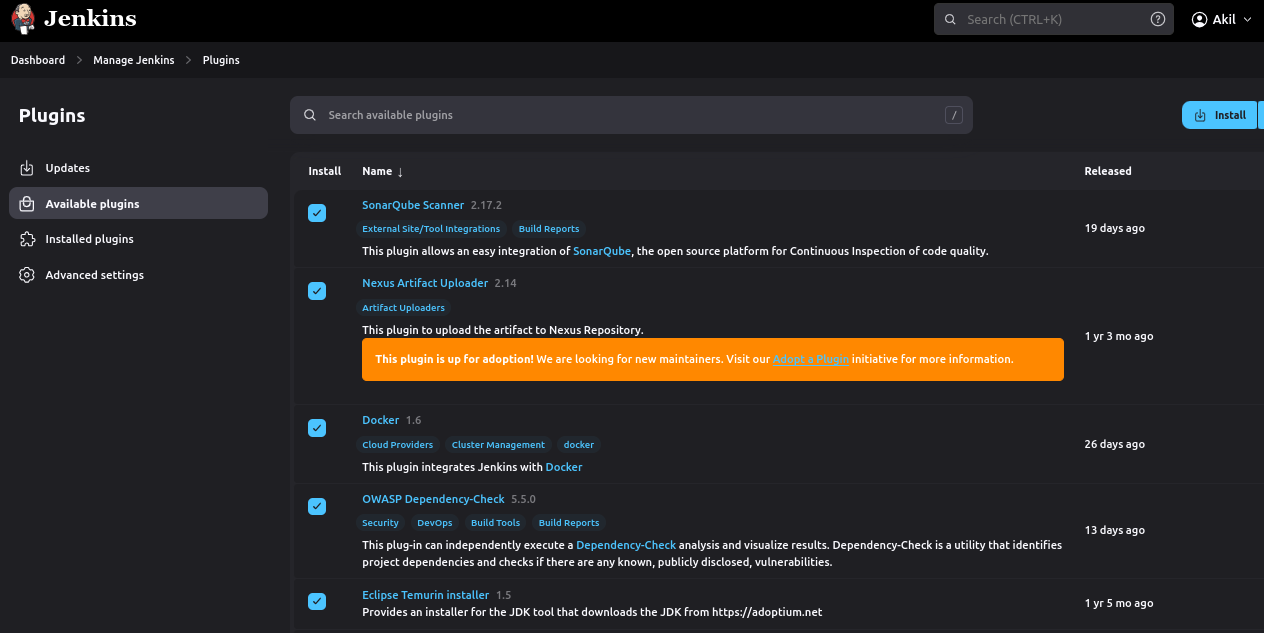 Jenkins
Search (CTRL+K)
?
Akil
Dashboard > Manage Jenkins > Plugins
Plugins
Updates
Available plugins
Installed plugins
Advanced settings
Search available plugins
/
Install
Install Name ↓ Released
SonarQube Scanner 2.17.2
External Site/Tool Integrations Build Reports
This plugin allows an easy integration of SonarQube, the open source platform for Continuous Inspection of code quality.
19 days ago
Nexus Artifact Uploader 2.14
Artifact Uploaders
This plugin to upload the artifact to Nexus Repository.
This plugin is up for adoption! We are looking for new maintainers. Visit our Adopt a Plugin initiative for more information.
1 yr 3 mo ago
Docker 1.6
Cloud Providers Cluster Management docker
This plugin integrates Jenkins with Docker
26 days ago
OWASP Dependency-Check 5.5.0
Security DevOps Build Tools Build Reports
This plug-in can independently execute a Dependency-Check analysis and visualize results. Dependency-Check is a utility that identifies
project dependencies and checks if there are any known, publicly disclosed, vulnerabilities.
13 days ago
Eclipse Temurin installer 1.5
Provides an installer for the JDK tool that downloads the JDK from https://adoptium.net
1 yr 5 mo ago